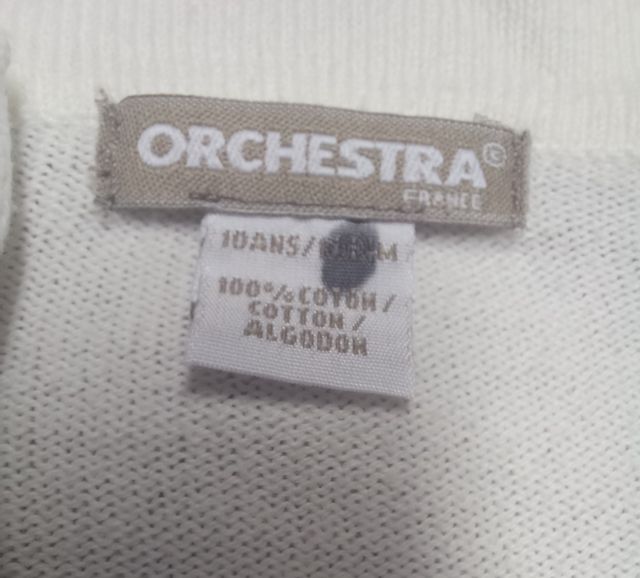 ORCHESTRA®
FRANCE
10ANS/
100% COTON/
COTTON/
ALGODON